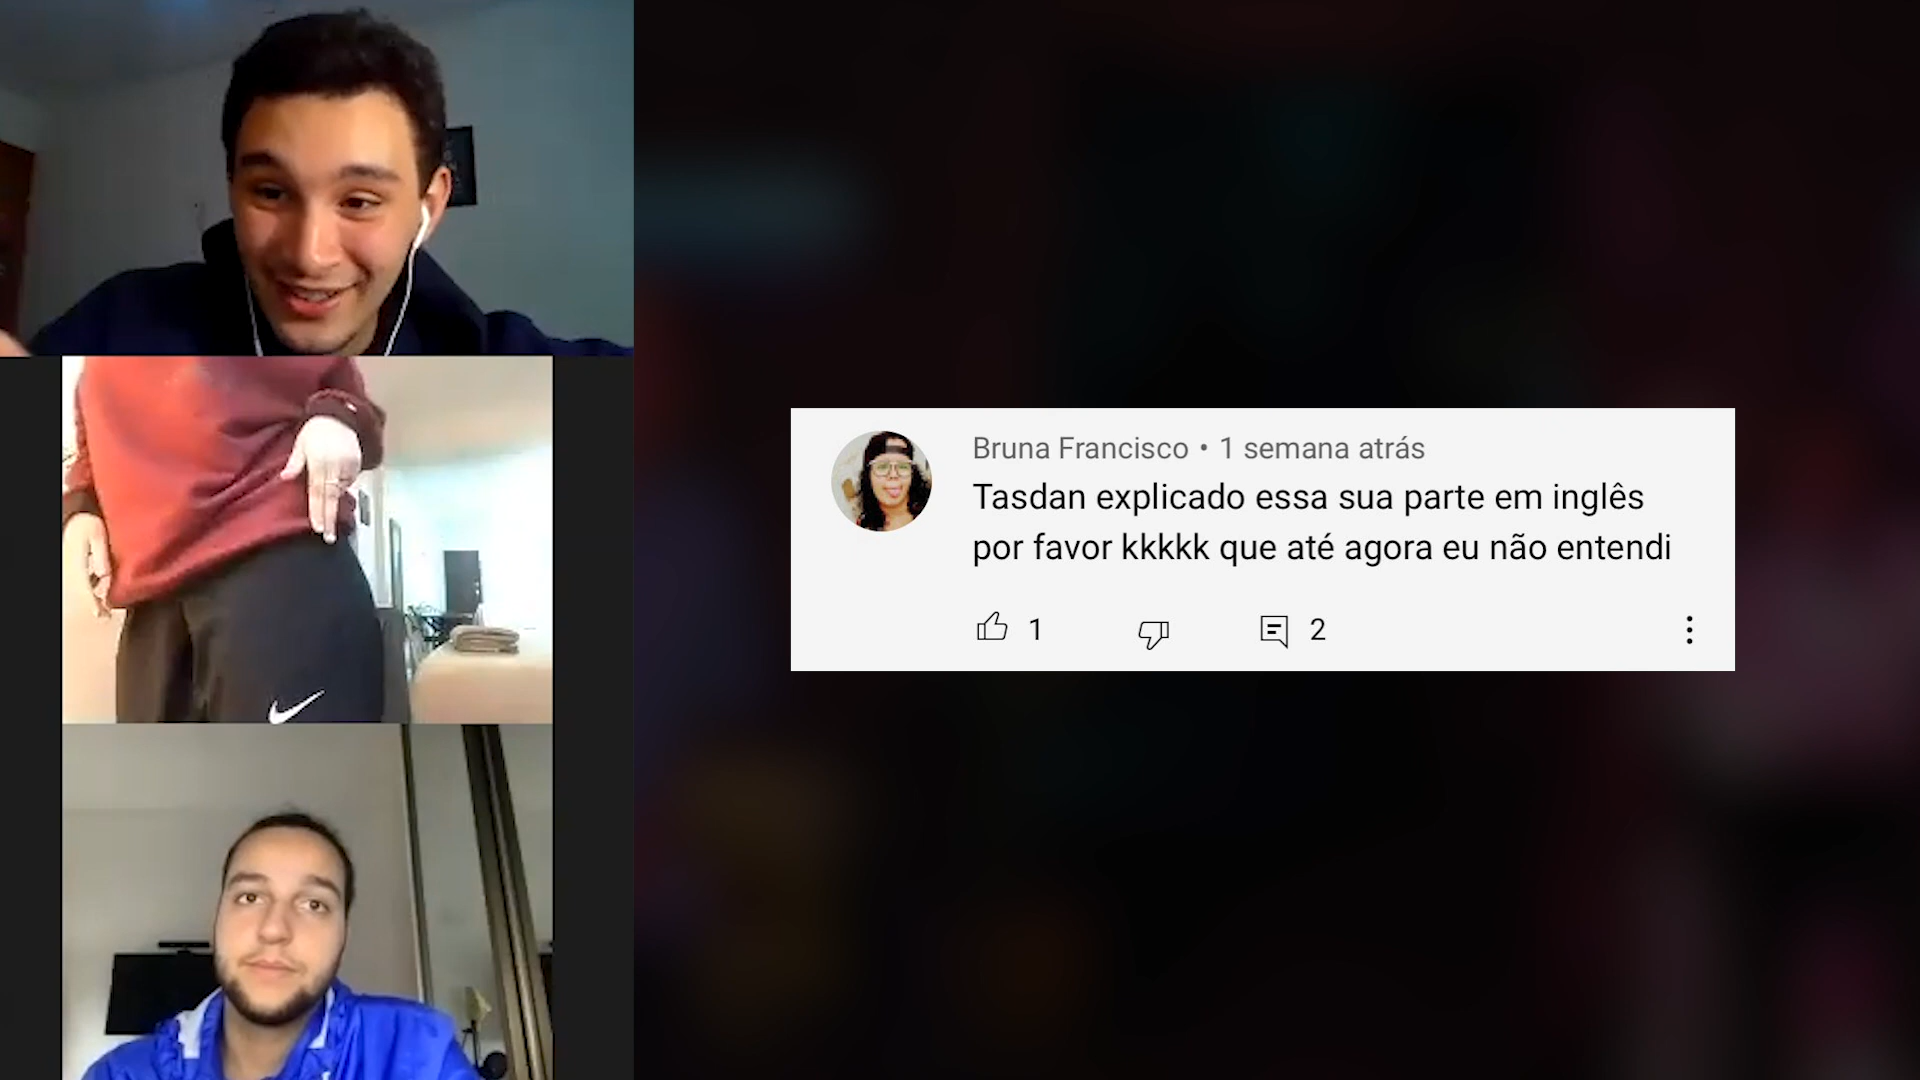 Bruna Francisco • 1 semana atrás
Tasdan explicado essa sua parte em inglês
por favor kkkkk que até agora eu não entendi
1
2